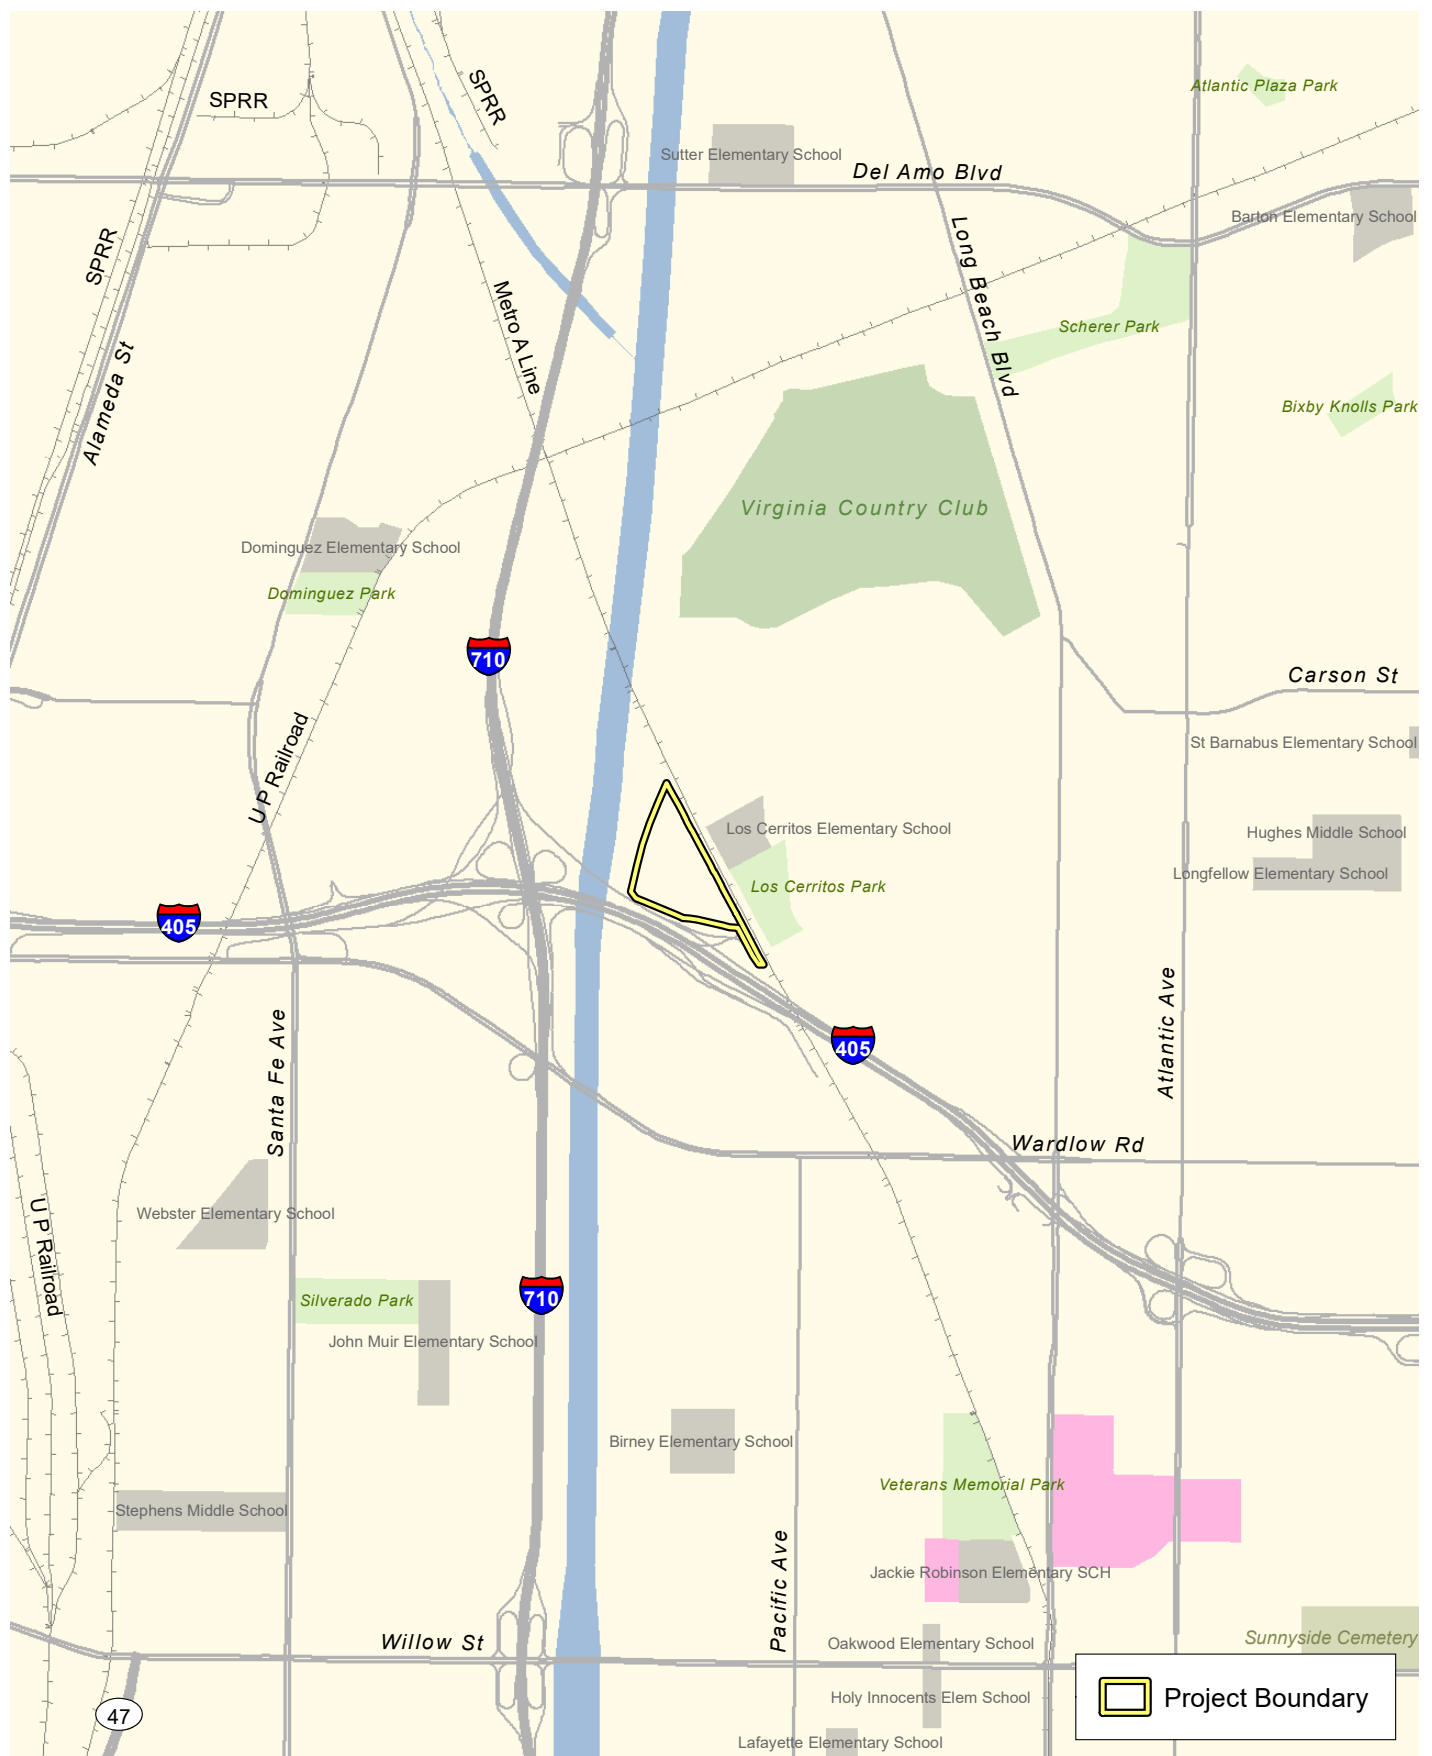 SPRR
SPRR
Atlantic Plaza Park
Sutter Elementary School
Del Amo Blvd
Barton Elementary School
SPRR
Long Beach Blvd
Metro A Line
Scherer Park
Alameda St
Bixby Knolls Park
Virginia Country Club
Dominguez Elementary School
Dominguez Park
710
Carson St
U P Railroad
St Barnabus Elementary School
Los Cerritos Elementary School
Hughes Middle School
Longfellow Elementary School
Los Cerritos Park
405
Santa Fe Ave
Atlantic Ave
405
Wardlow Rd
Webster Elementary School
U P Railroad
Silverado Park
710
John Muir Elementary School
Birney Elementary School
Veterans Memorial Park
Stephens Middle School
Pacific Ave
Jackie Robinson Elementary SCH
Willow St
Oakwood Elementary School
Sunnyside Cemetery
Holy Innocents Elem School
Project Boundary
47
Lafayette Elementary School